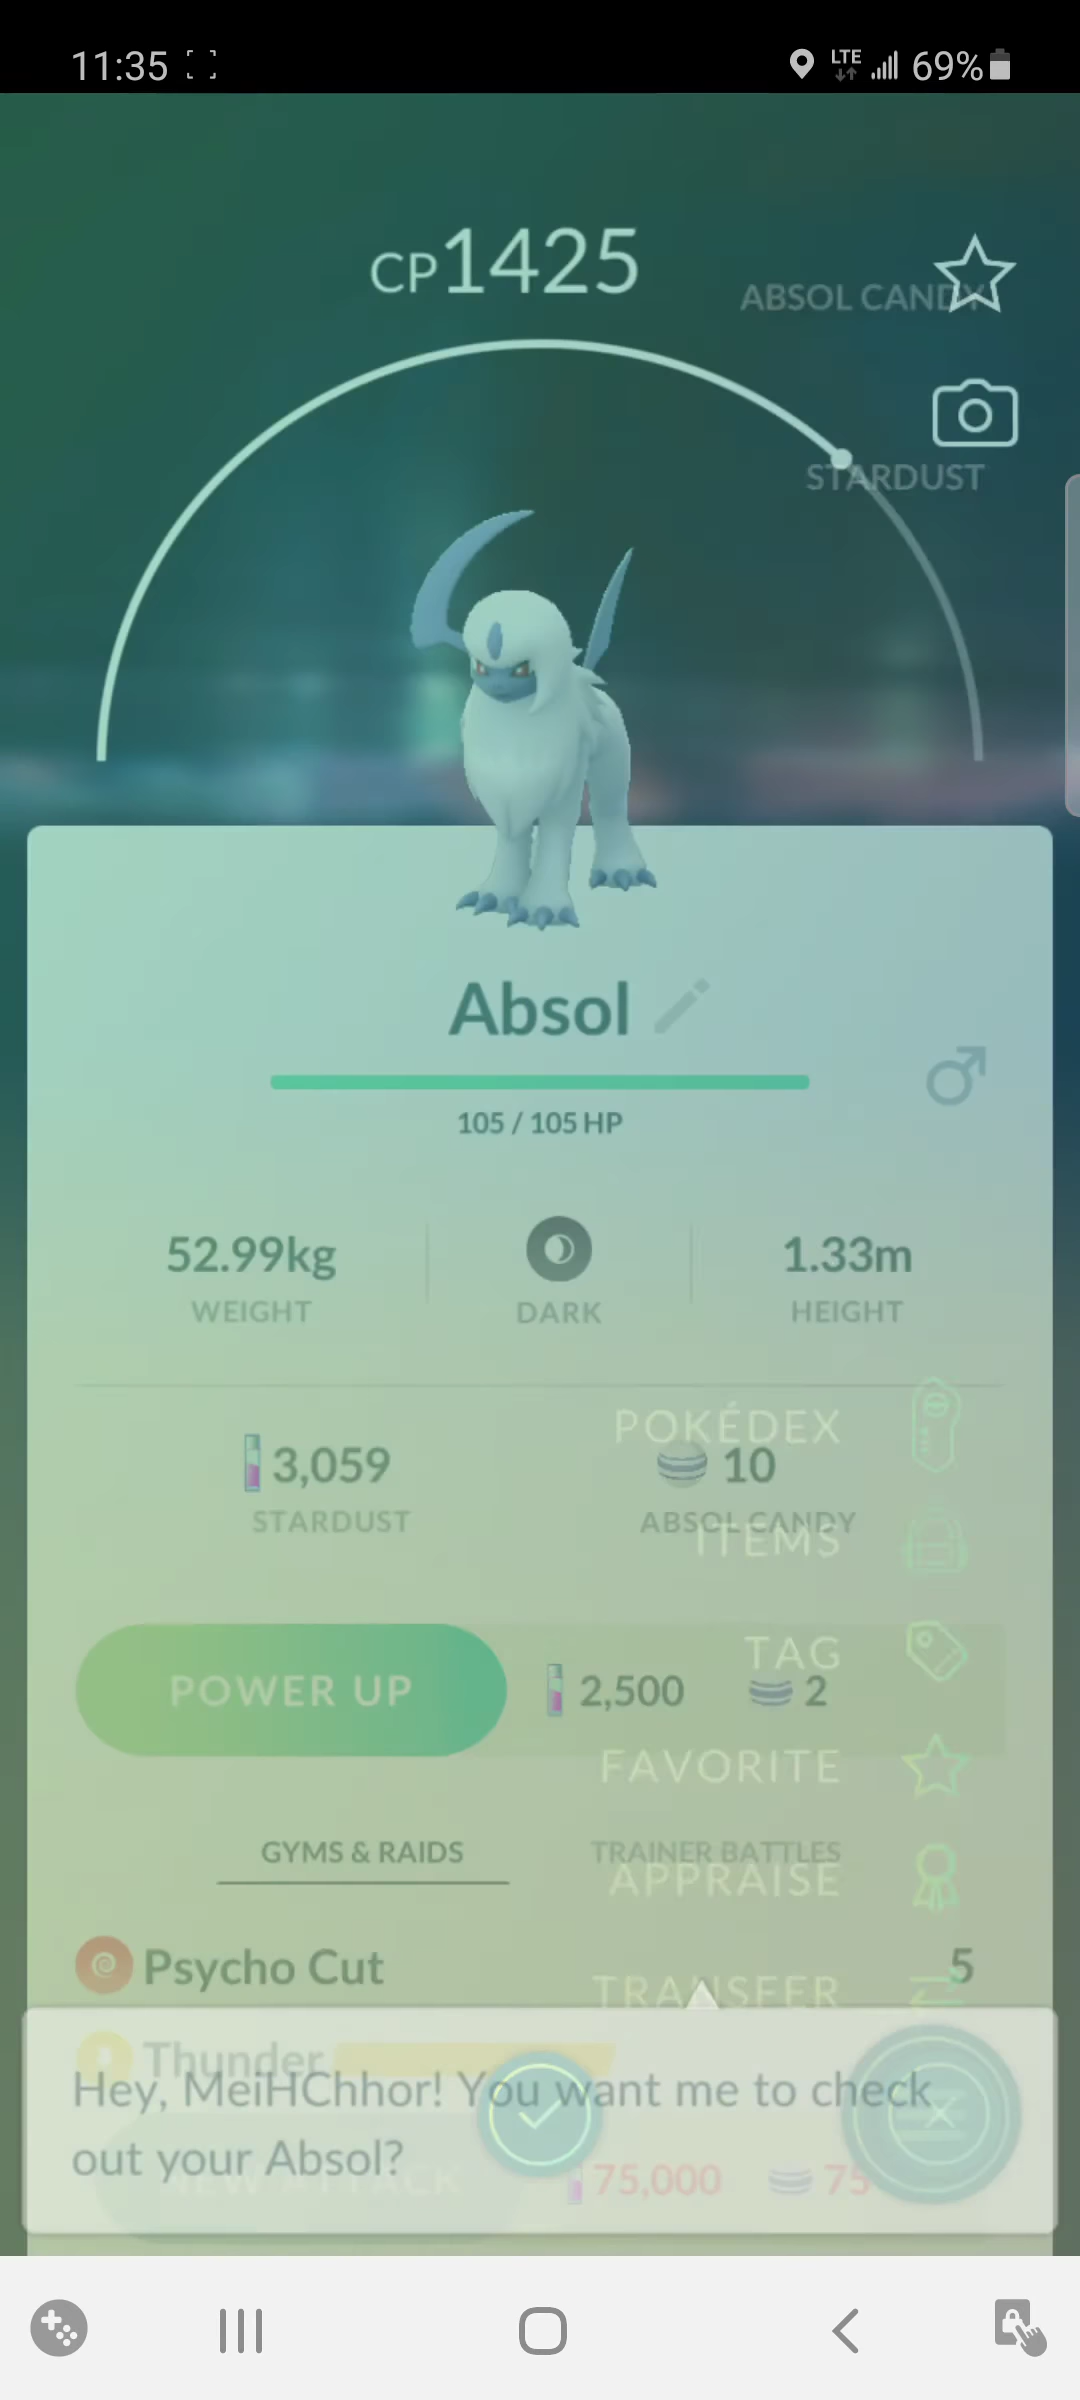 11:35
LTE
69%
CP1425
ABSOL CANDY
STARDUST
Absol
105 / 105 HP
52.99kg
WEIGHT
DARK
1.33m
HEIGHT
POKÉDEX
3,059
STARDUST
10
ABSOL CANDY
ITEMS
TAG
POWER UP
2,500
2
FAVORITE
GYMS & RAIDS
TRAINER BATTLES
APPRAISE
Psycho Cut
5
TRANSFER
Thunder
Hey, MeiHChhor! You want me to check
out your Absol?
NEW ATTACK
75,000
75